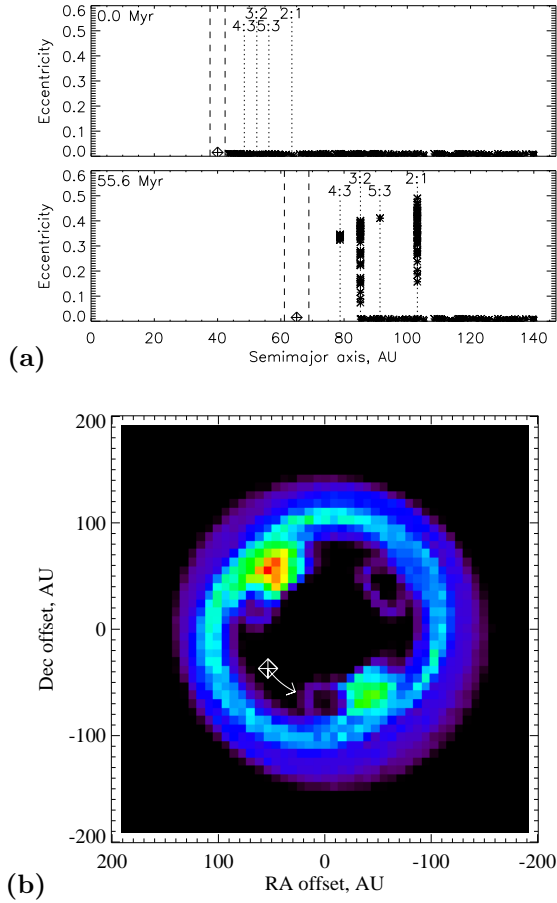 0.6
0.5
0.4
0.3
0.2
0.1
0.0
Eccentricity
0.0 Myr
3:2 2:1
4:3 5:3
0.6
0.5
0.4
0.3
0.2
0.1
0.0
Eccentricity
55.6 Myr
3:2 2:1
4:3 5:3
0 20 40 60 80 100 120 140
Semimajor axis, AU
(a)
200
100
0
-100
-200
Dec offset, AU
200 100 0 -100 -200
RA offset, AU
(b)